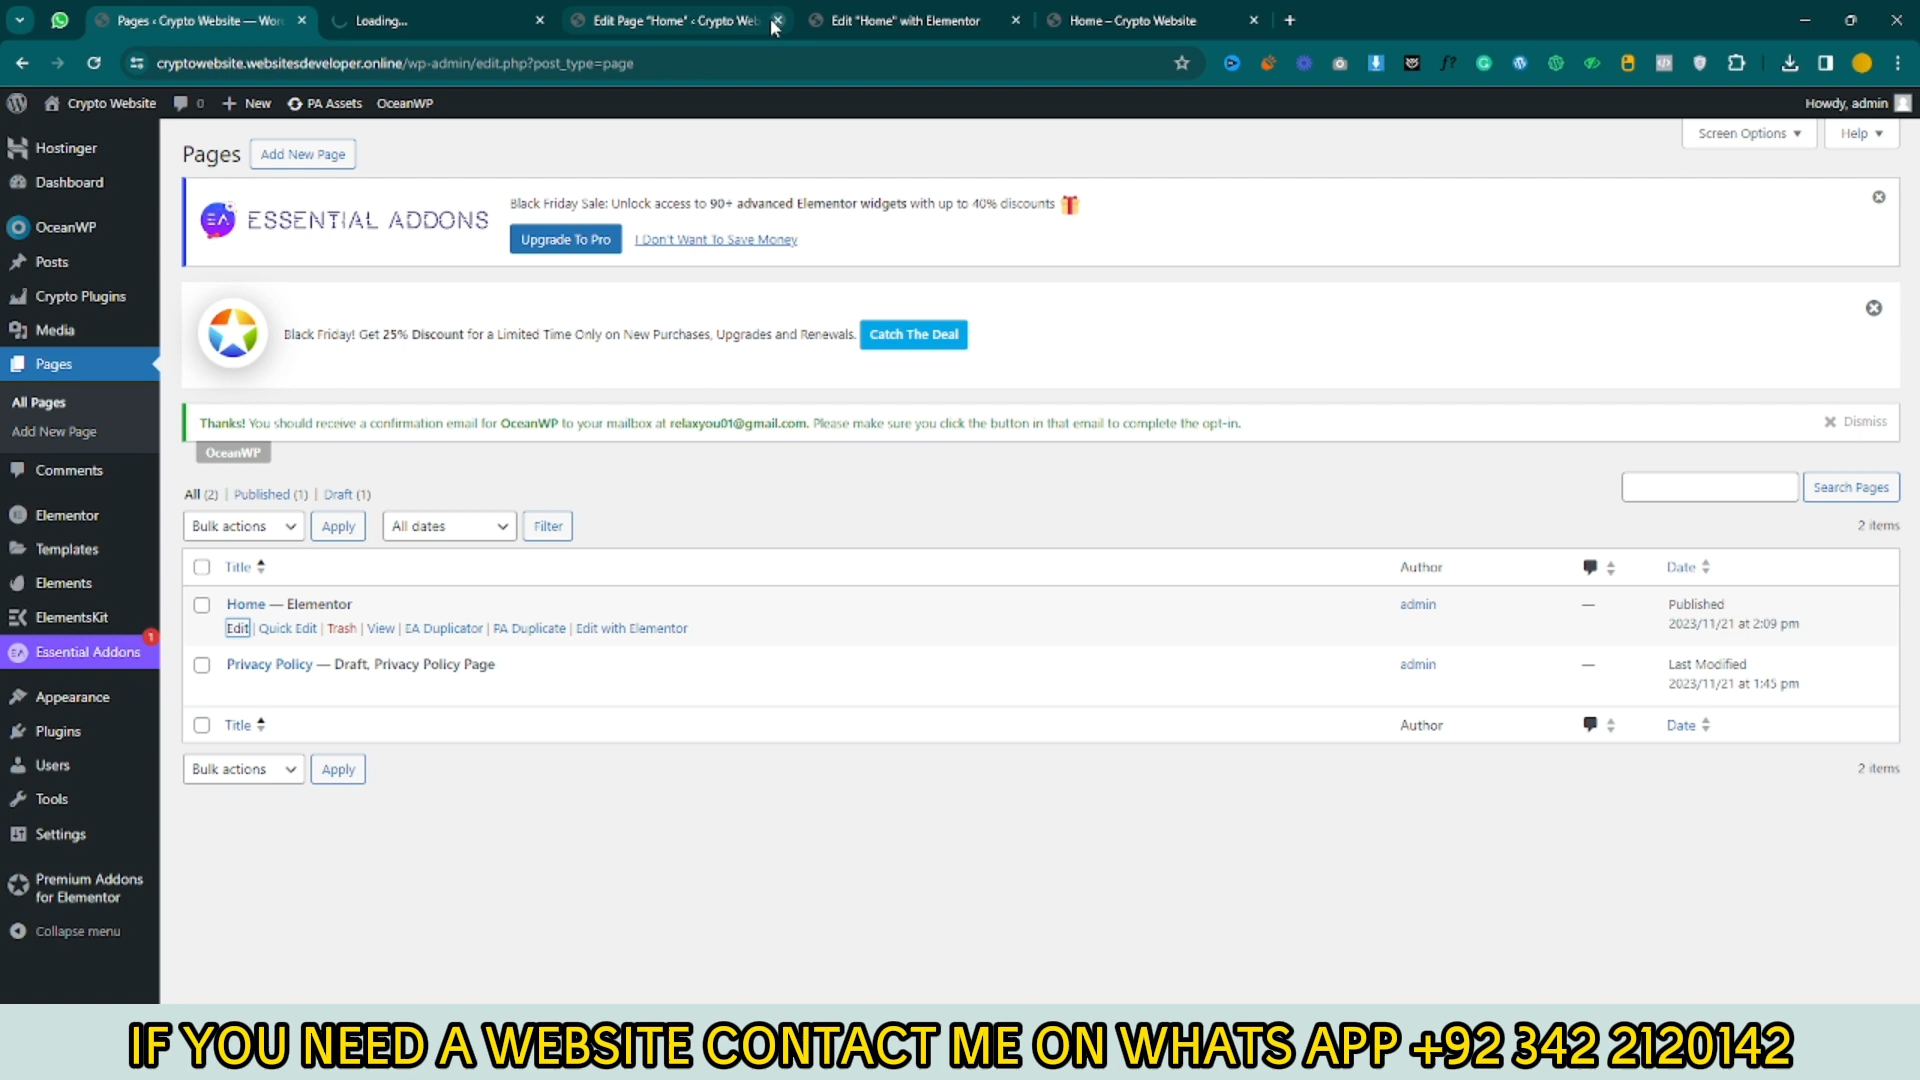 Pages ‹ Crypto Website — Wor
Loading...
Edit Page "Home" ‹ Crypto Web
Edit "Home" with Elementor
Home – Crypto Website
cryptowebsite.websitesdeveloper.online/wp-admin/edit.php?post_type=page
Crypto Website
0
New
PA Assets
OceanWP
Howdy, admin
Hostinger
Dashboard
OceanWP
Posts
Crypto Plugins
Media
Pages
All Pages
Add New Page
Comments
Elementor
Templates
Elements
ElementsKit
Essential Addons
1
Appearance
Plugins
Users
Tools
Settings
Premium Addons
for Elementor
Collapse menu
Screen Options
Help
Pages
Add New Page
EA ESSENTIAL ADDONS
Black Friday Sale: Unlock access to 90+ advanced Elementor widgets with up to 40% discounts
Upgrade To Pro
I Don't Want To Save Money
Black Friday! Get 25% Discount for a Limited Time Only on New Purchases, Upgrades and Renewals.
Catch The Deal
Thanks! You should receive a confirmation email for OceanWP to your mailbox at relaxyou01@gmail.com. Please make sure you click the button in that email to complete the opt-in.
Dismiss
OceanWP
All (2) | Published (1) | Draft (1)
Search Pages
Bulk actions
Apply
All dates
Filter
2 items
Title
Author
Date
Home — Elementor
admin
—
Published
2023/11/21 at 2:09 pm
Edit | Quick Edit | Trash | View | EA Duplicator | PA Duplicate | Edit with Elementor
Privacy Policy — Draft, Privacy Policy Page
admin
—
Last Modified
2023/11/21 at 1:45 pm
Title
Author
Date
Bulk actions
Apply
2 items
IF YOU NEED A WEBSITE CONTACT ME ON WHATS APP +92 342 2120142